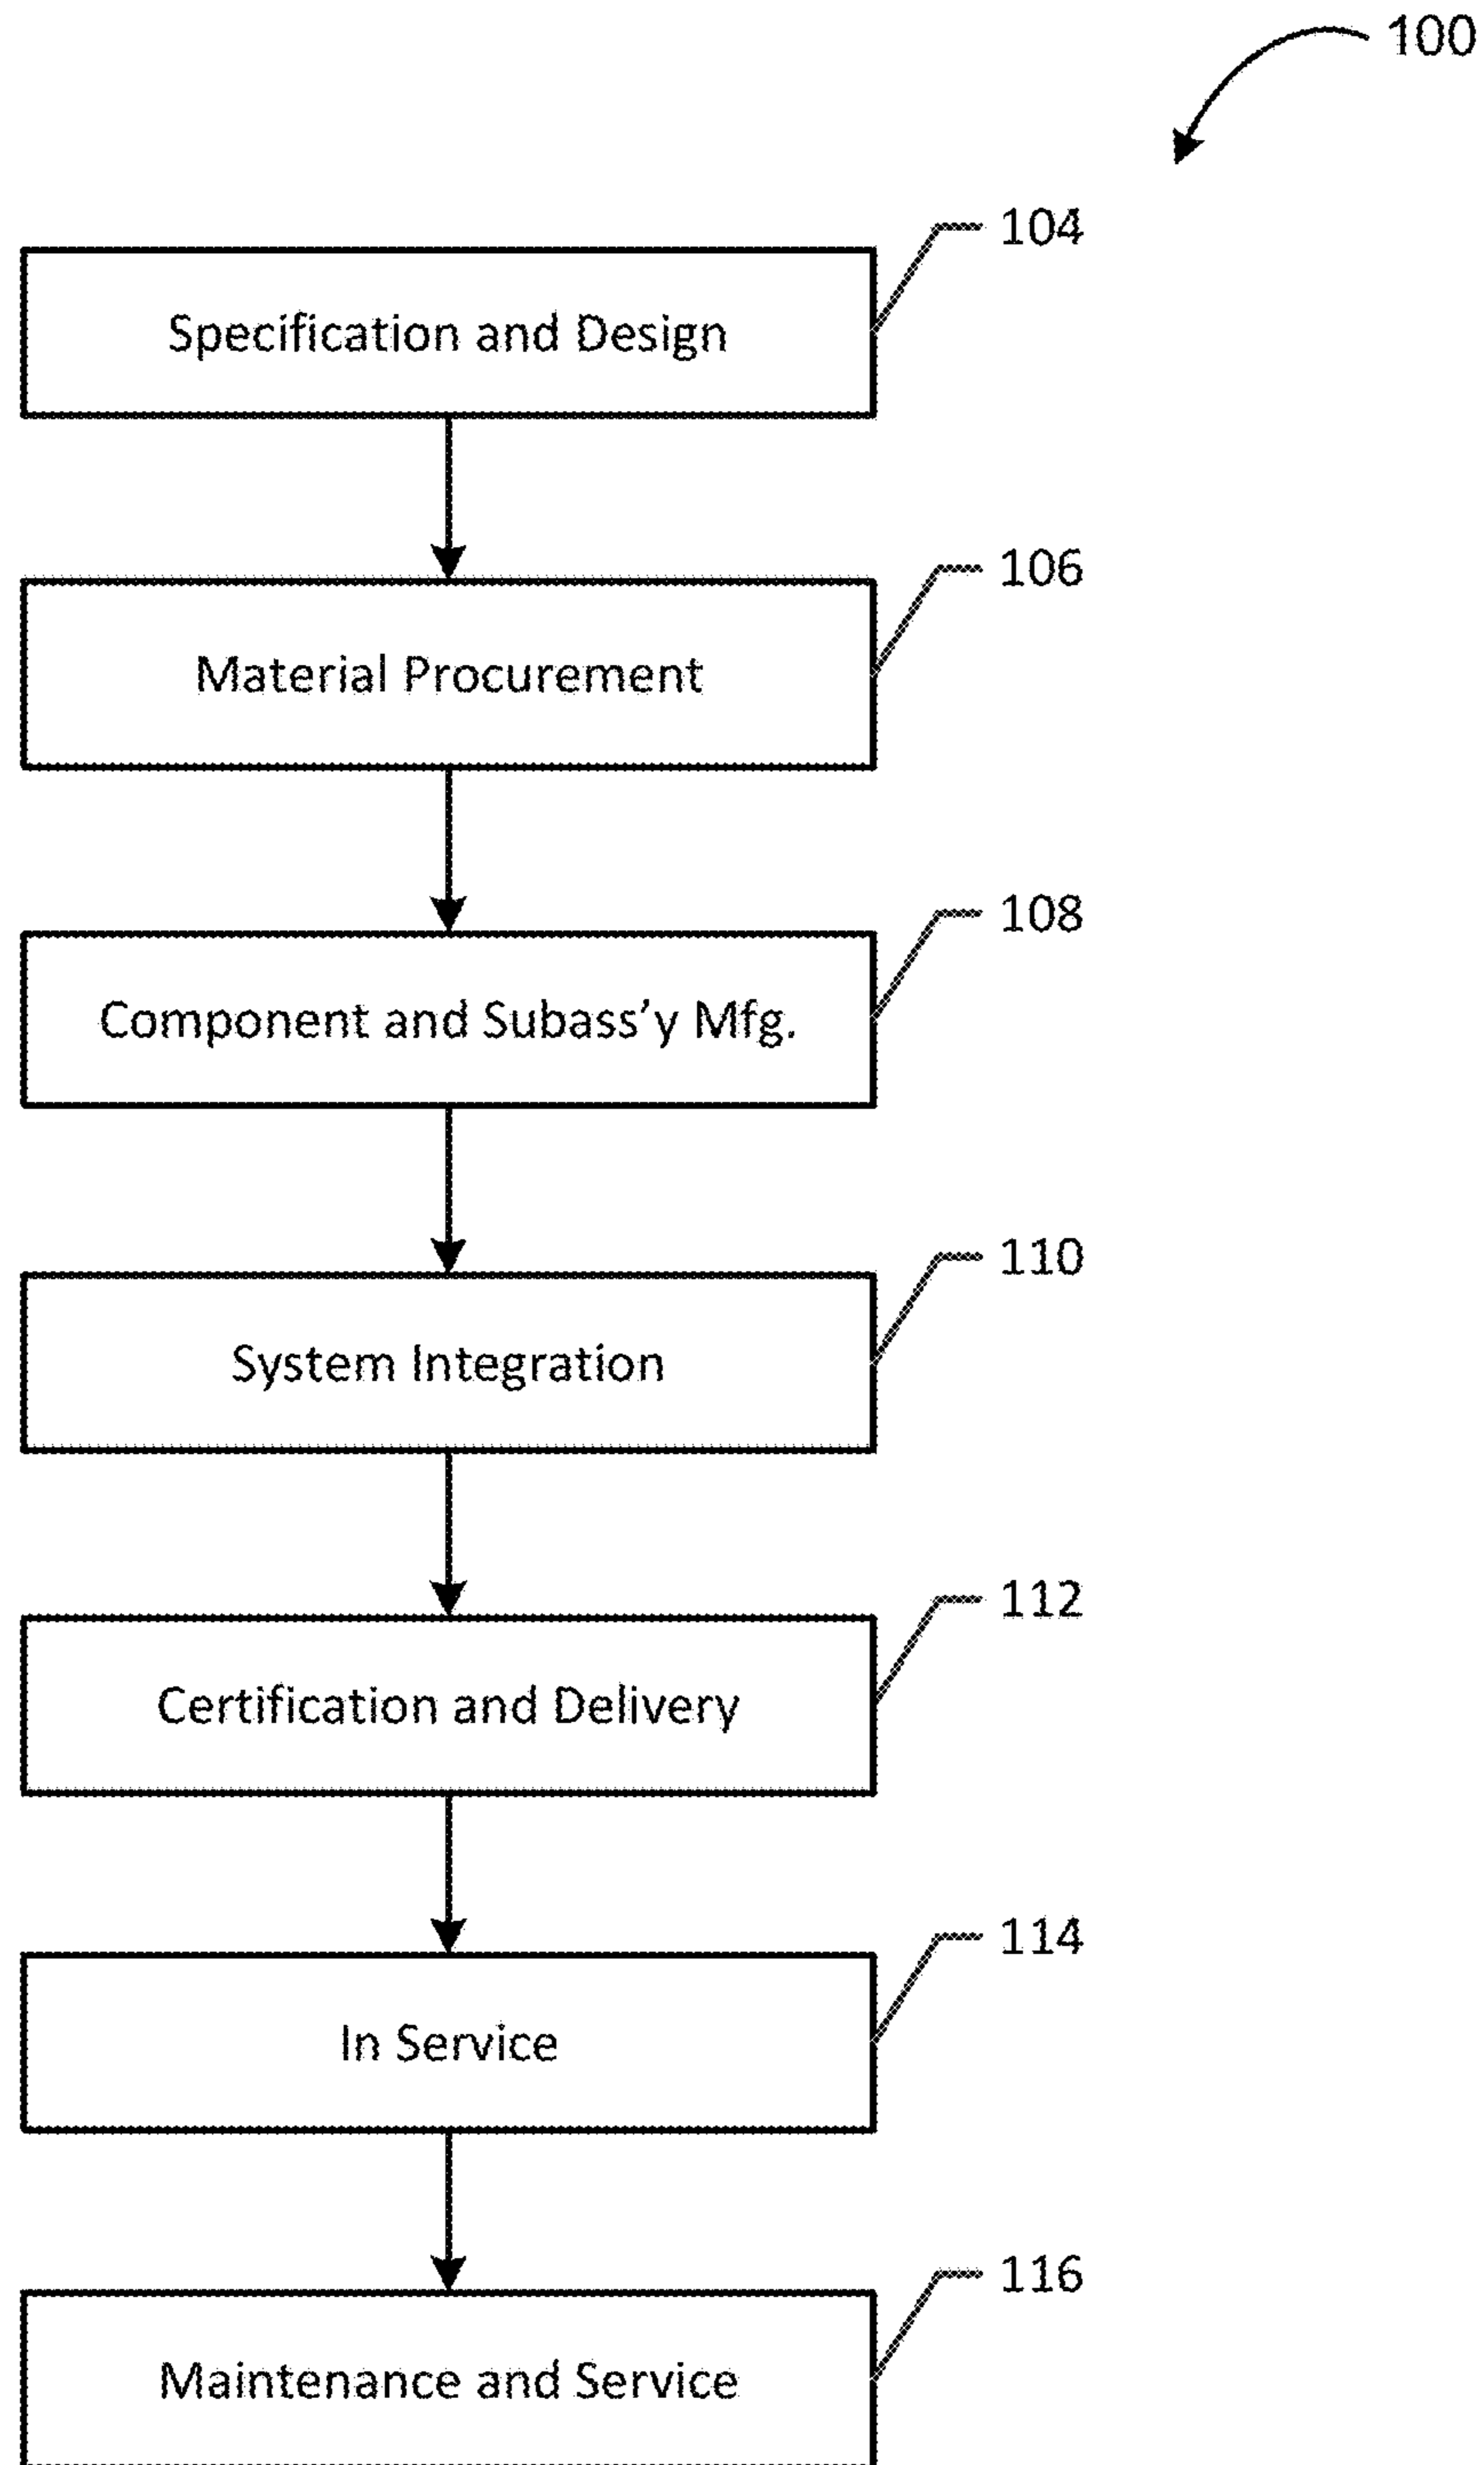 100
104
Specification and Design
106
Material Procurement
108
Component and Subass’y Mfg.
110
System Integration
112
Certification and Delivery
114
In Service
116
Maintenance and Service